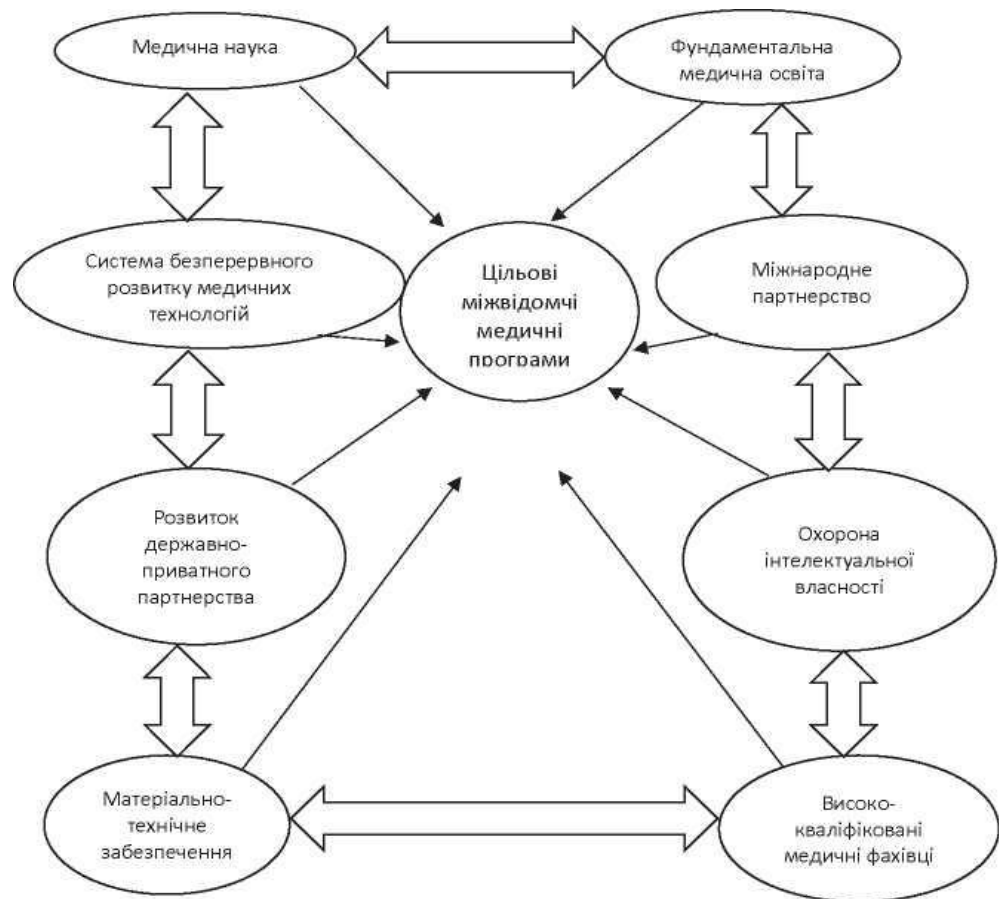 Медична наука
Фундаментальна
медична освіта
Система безперервного
розвитку медичних
технологій
Цільові
міжвідомчі
медичні
програми
Міжнародне
партнерство
Розвиток
державно-
приватного
партнерства
Охорона
інтелектуальної
власності
Матеріально-
технічне
забезпечення
Високо-
кваліфіковані
медичні фахівці